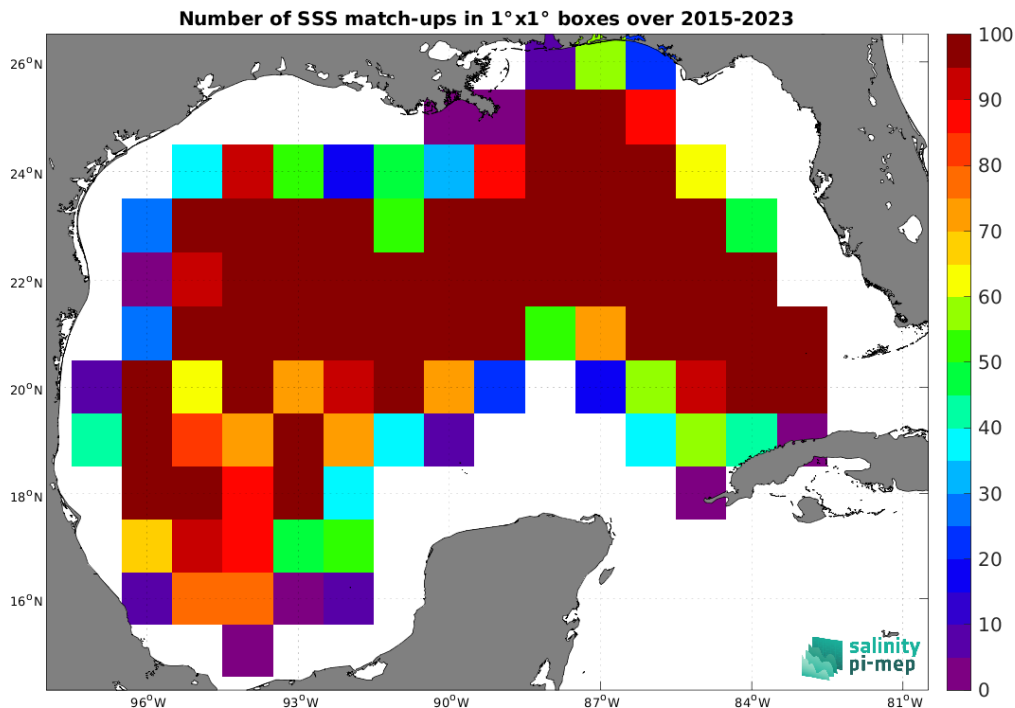 Number of SSS match-ups in 1°x1° boxes over 2015-2023
26°N
24°N
22°N
20°N
18°N
16°N
96°W
93°W
90°W
87°W
84°W
81°W
100
90
80
70
60
50
40
30
20
10
0
salinity
pi-mep